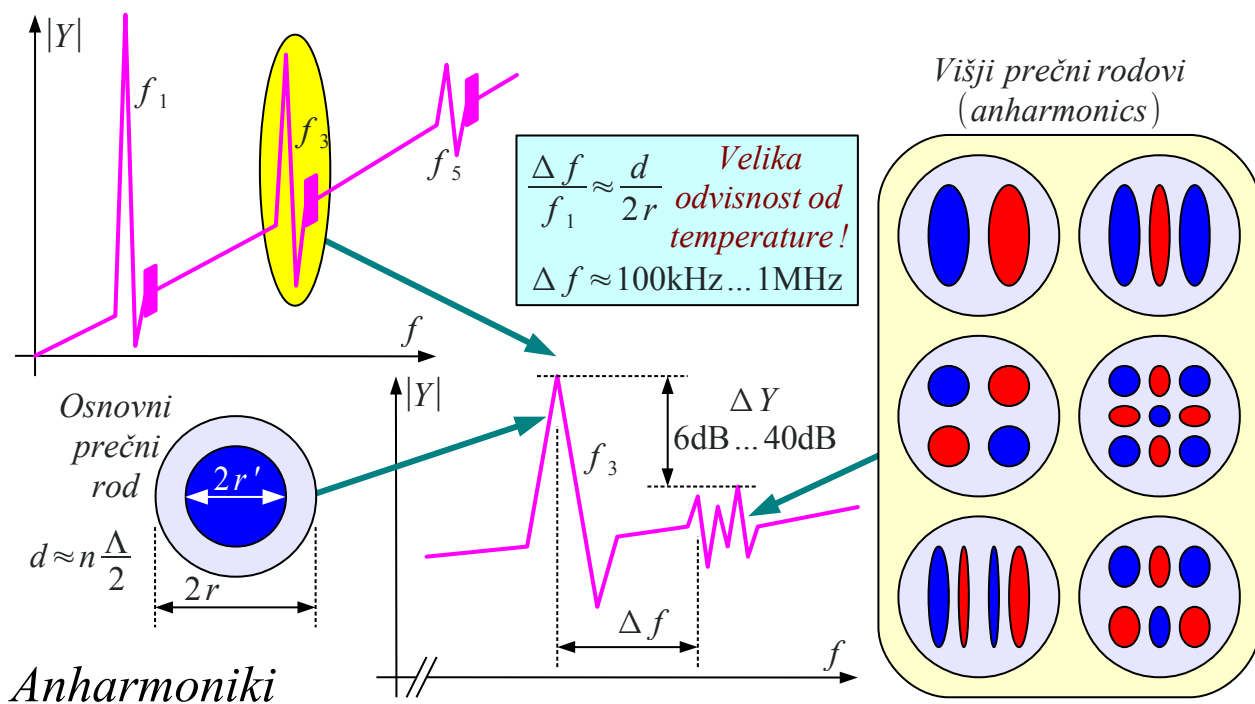 |Y|
f₁
f₃
f₅
f
Δf/f₁ ≈ d/2r
Velika
odvisnost od
temperature!
Δf ≈ 100kHz...1MHz
Višji prečni rodovi
(anharmonics)
Osnovni
prečni
rod
2r'
d ≈ n Λ/2
2r
|Y|
f₃
ΔY
6dB...40dB
Δf
f
Anharmoniki